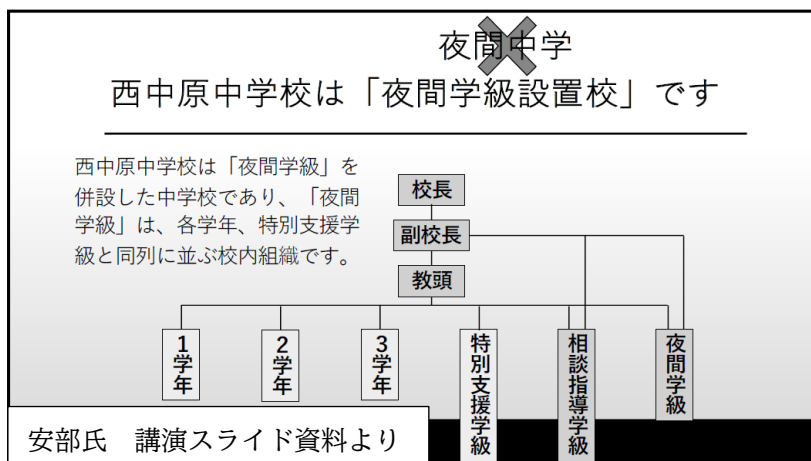 夜間中学
西中原中学校は「夜間学級設置校」です
西中原中学校は「夜間学級」を
併設した中学校であり、「夜間
学級」は、各学年、特別支援学
級と同列に並ぶ校内組織です。
校長
副校長
教頭
1学年
2学年
3学年
特別支援学級
相談指導学級
夜間学級
安部氏　講演スライド資料より